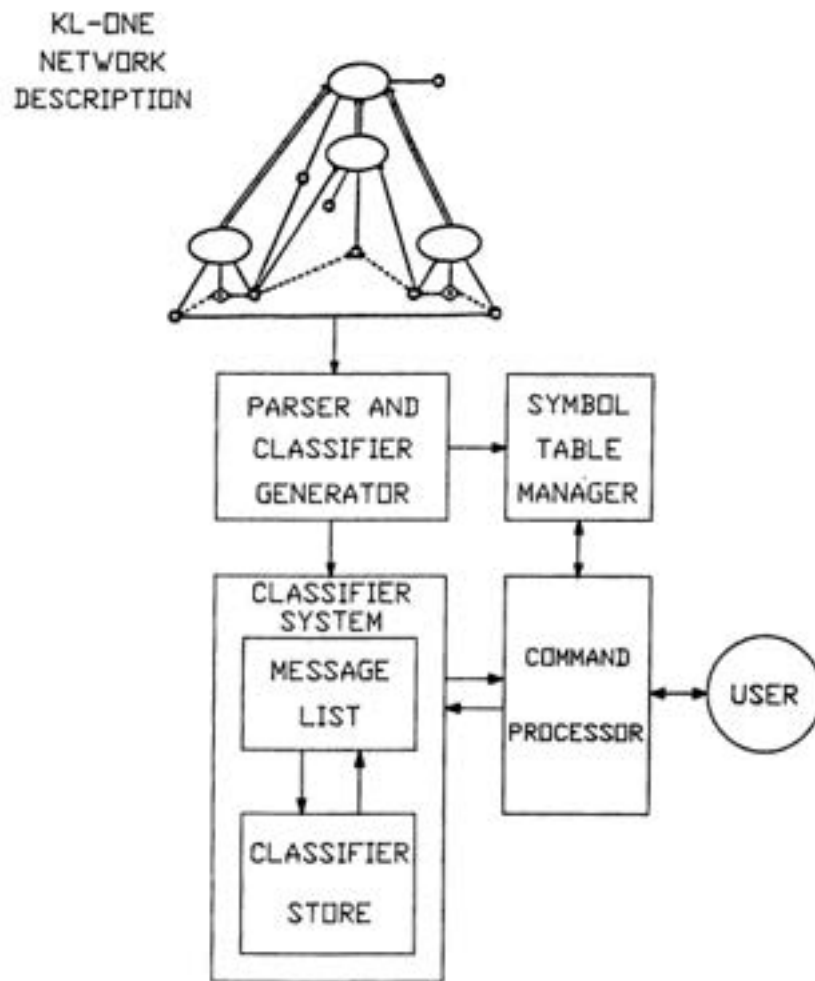 KL-ONE
NETWORK
DESCRIPTION
PARSER AND
CLASSIFIER
GENERATOR
SYMBOL
TABLE
MANAGER
CLASSIFIER
SYSTEM
MESSAGE
LIST
COMMAND
PROCESSOR
USER
CLASSIFIER
STORE